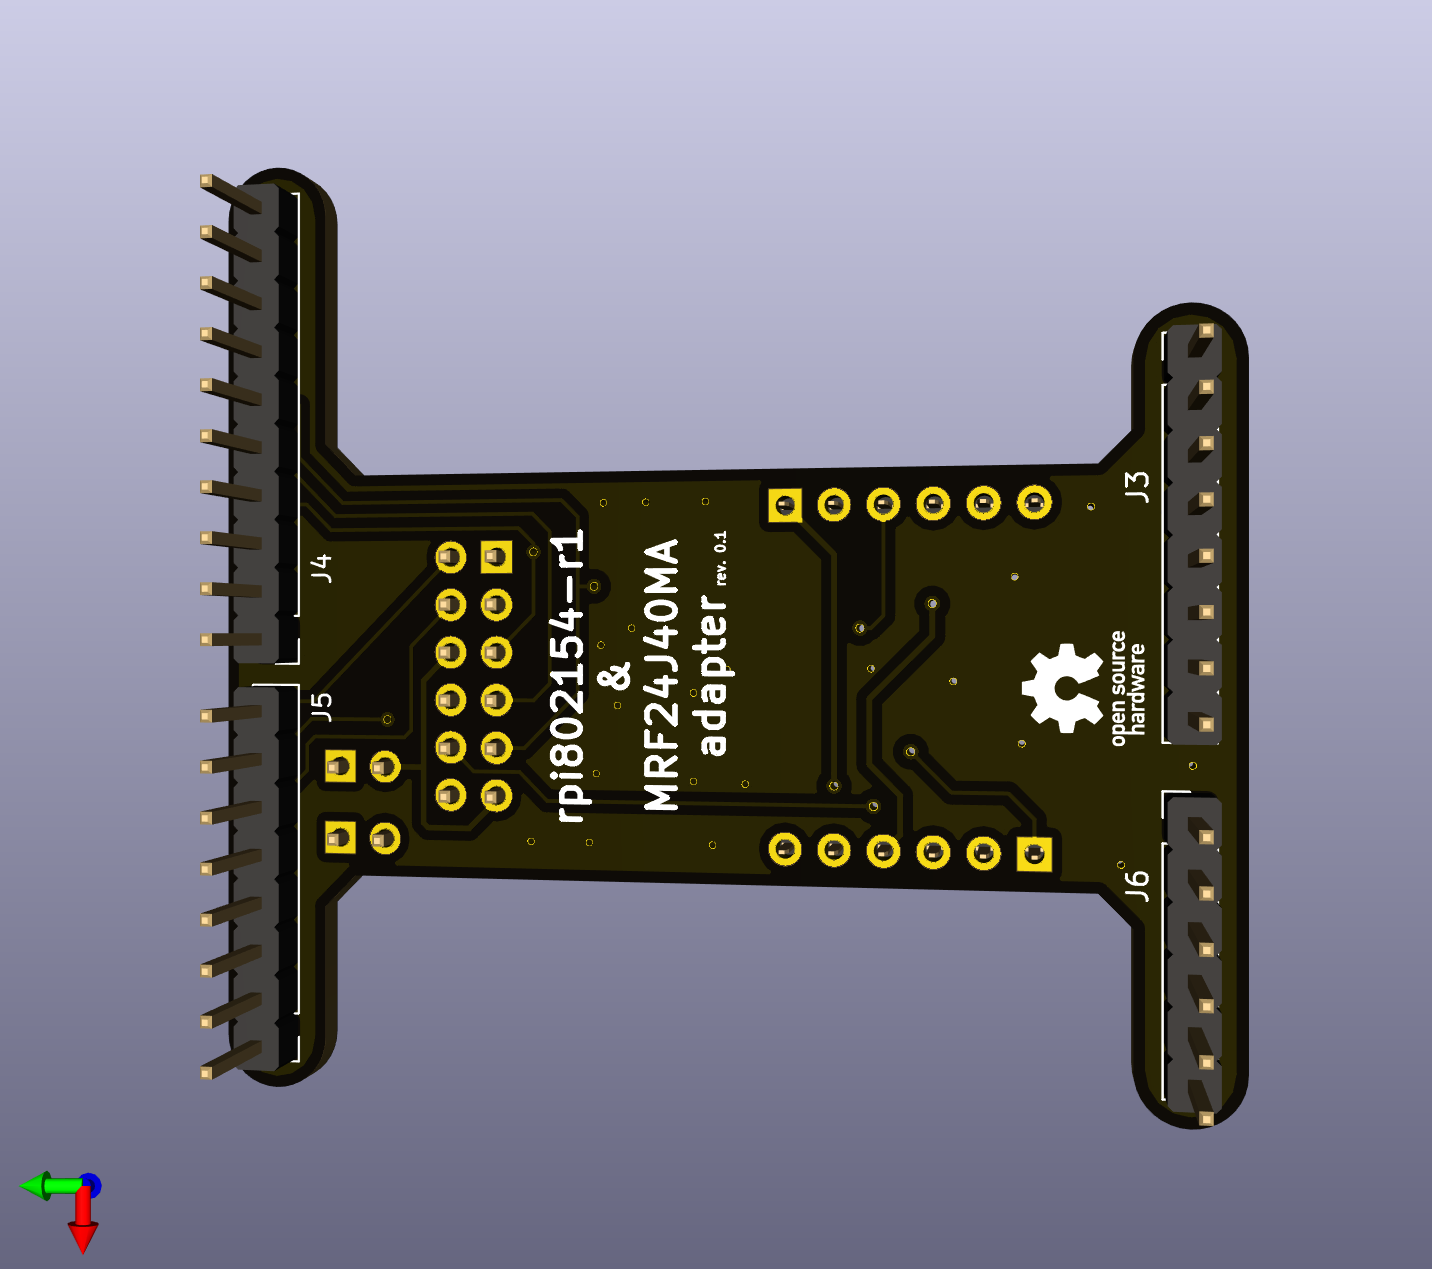 rpi802154-r1
&
MRF24J40MA
adapter rev. 0.1
J4
J5
J3
J6
open source
hardware